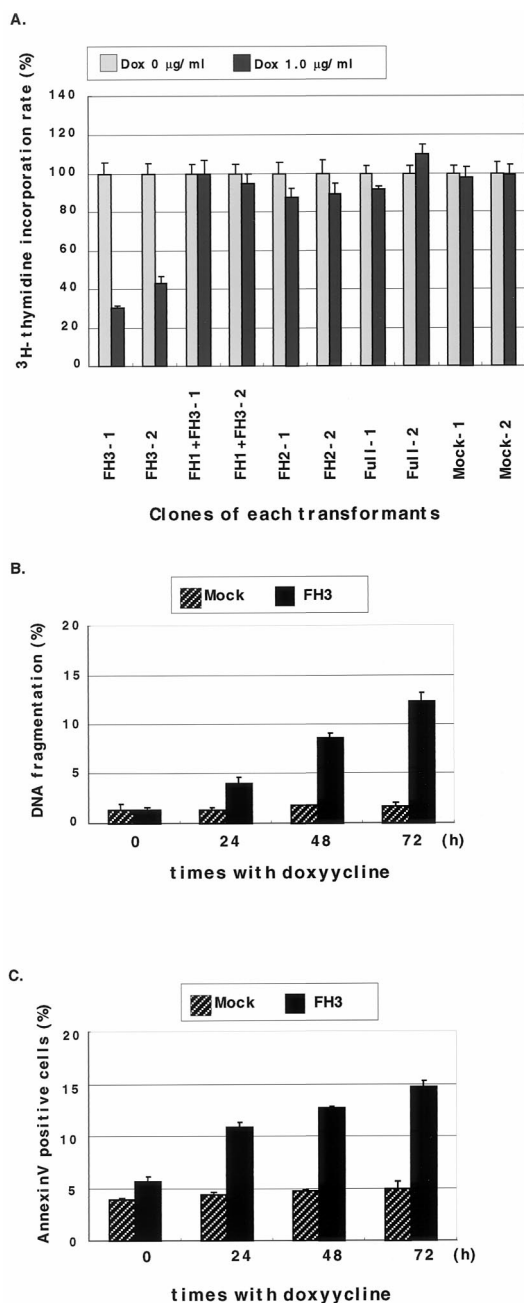 A.
Dox 0 μg/ml Dox 1.0 μg/ml
³H-thymidine incorporation rate (%)
140
120
100
80
60
40
20
0
FH3-1
FH3-2
FH1+FH3-1
FH1+FH3-2
FH2-1
FH2-2
Full-1
Full-2
Mock-1
Mock-2
Clones of each transformants
B.
Mock FH3
DNA fragmentation (%)
20
15
10
5
0
0 24 48 72 (h)
times with doxyycline
C.
Mock FH3
AnnexinV positive cells (%)
20
15
10
5
0
0 24 48 72 (h)
times with doxyycline